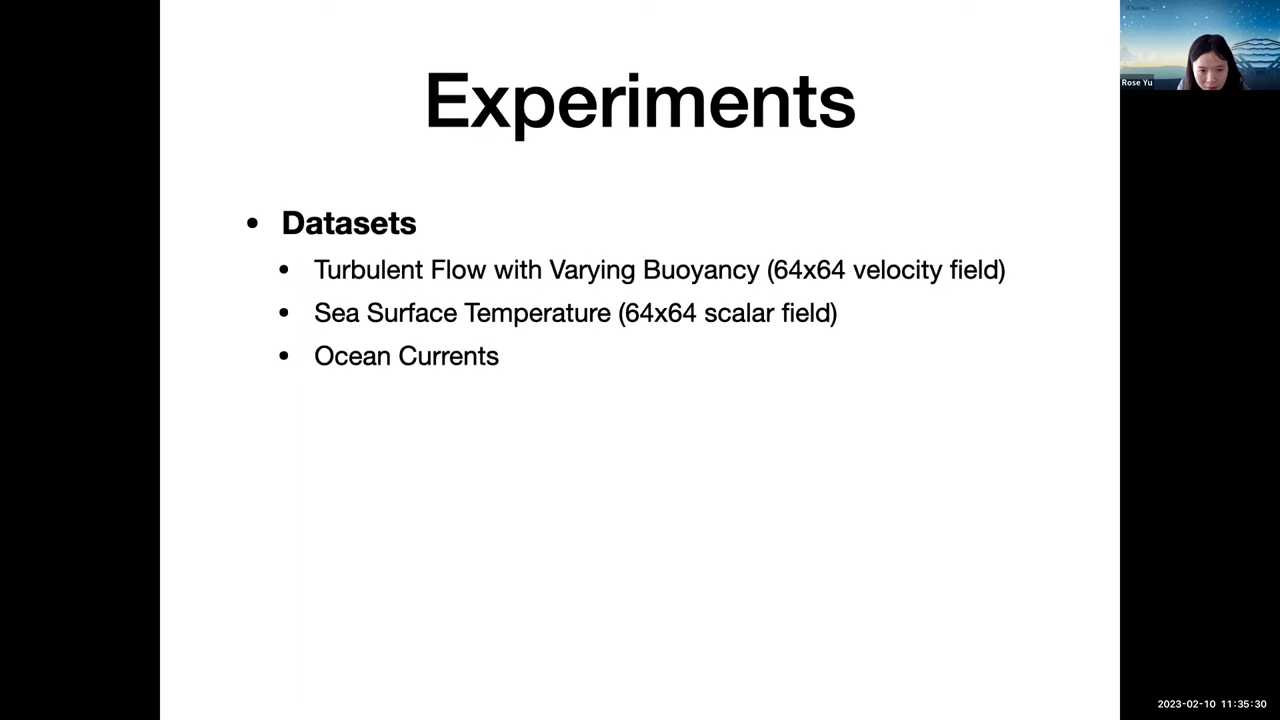 Experiments
• Datasets
• Turbulent Flow with Varying Buoyancy (64x64 velocity field)
• Sea Surface Temperature (64x64 scalar field)
• Ocean Currents
Rose Yu
2023-02-10 11:35:30